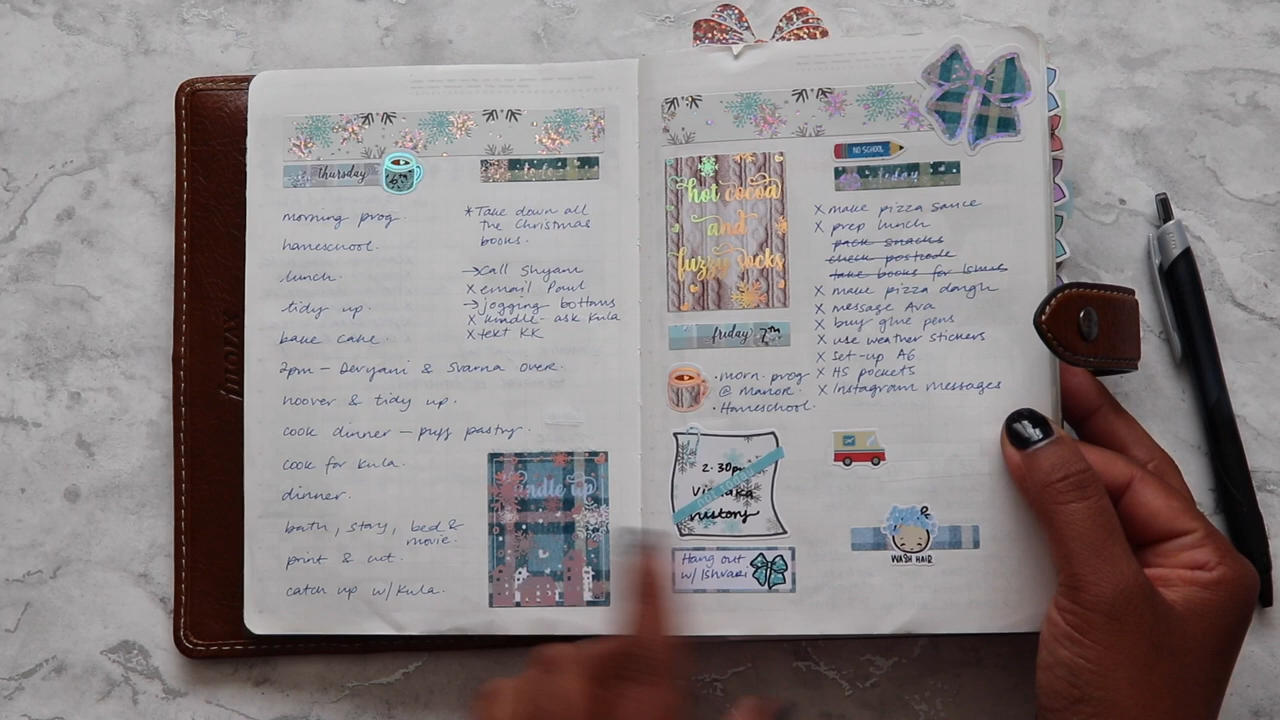 thursday
morning prog.
homeschool.
lunch.
tidy up.
bake cake.
2pm - Devyani & Svarna over.
hoover & tidy up.
cook dinner - puff pastry.
cook for Kula.
dinner.
bath, story, bed &
movie.
print & cut.
catch up w/ Kula.
*Take down all
the Christmas
books.
→ Call Shyam
x email Paul
→ jogging bottoms
x kindle - ask Kula
x text KK
hot cocoa
and
fuzzy socks
friday 7th
• morn. prog
@ Manor.
• Homeschool.
2.30pm
history
Hang out
w/ Ishvari
NO SCHOOL
today
x make pizza sauce
x prep lunch
pack snacks
check postcode
take books for Ishvari
x make pizza dough
x message Ava
x buy glue pens
x use weather stickers
x set-up A6
x HS pockets
x Instagram messages
WASH HAIR